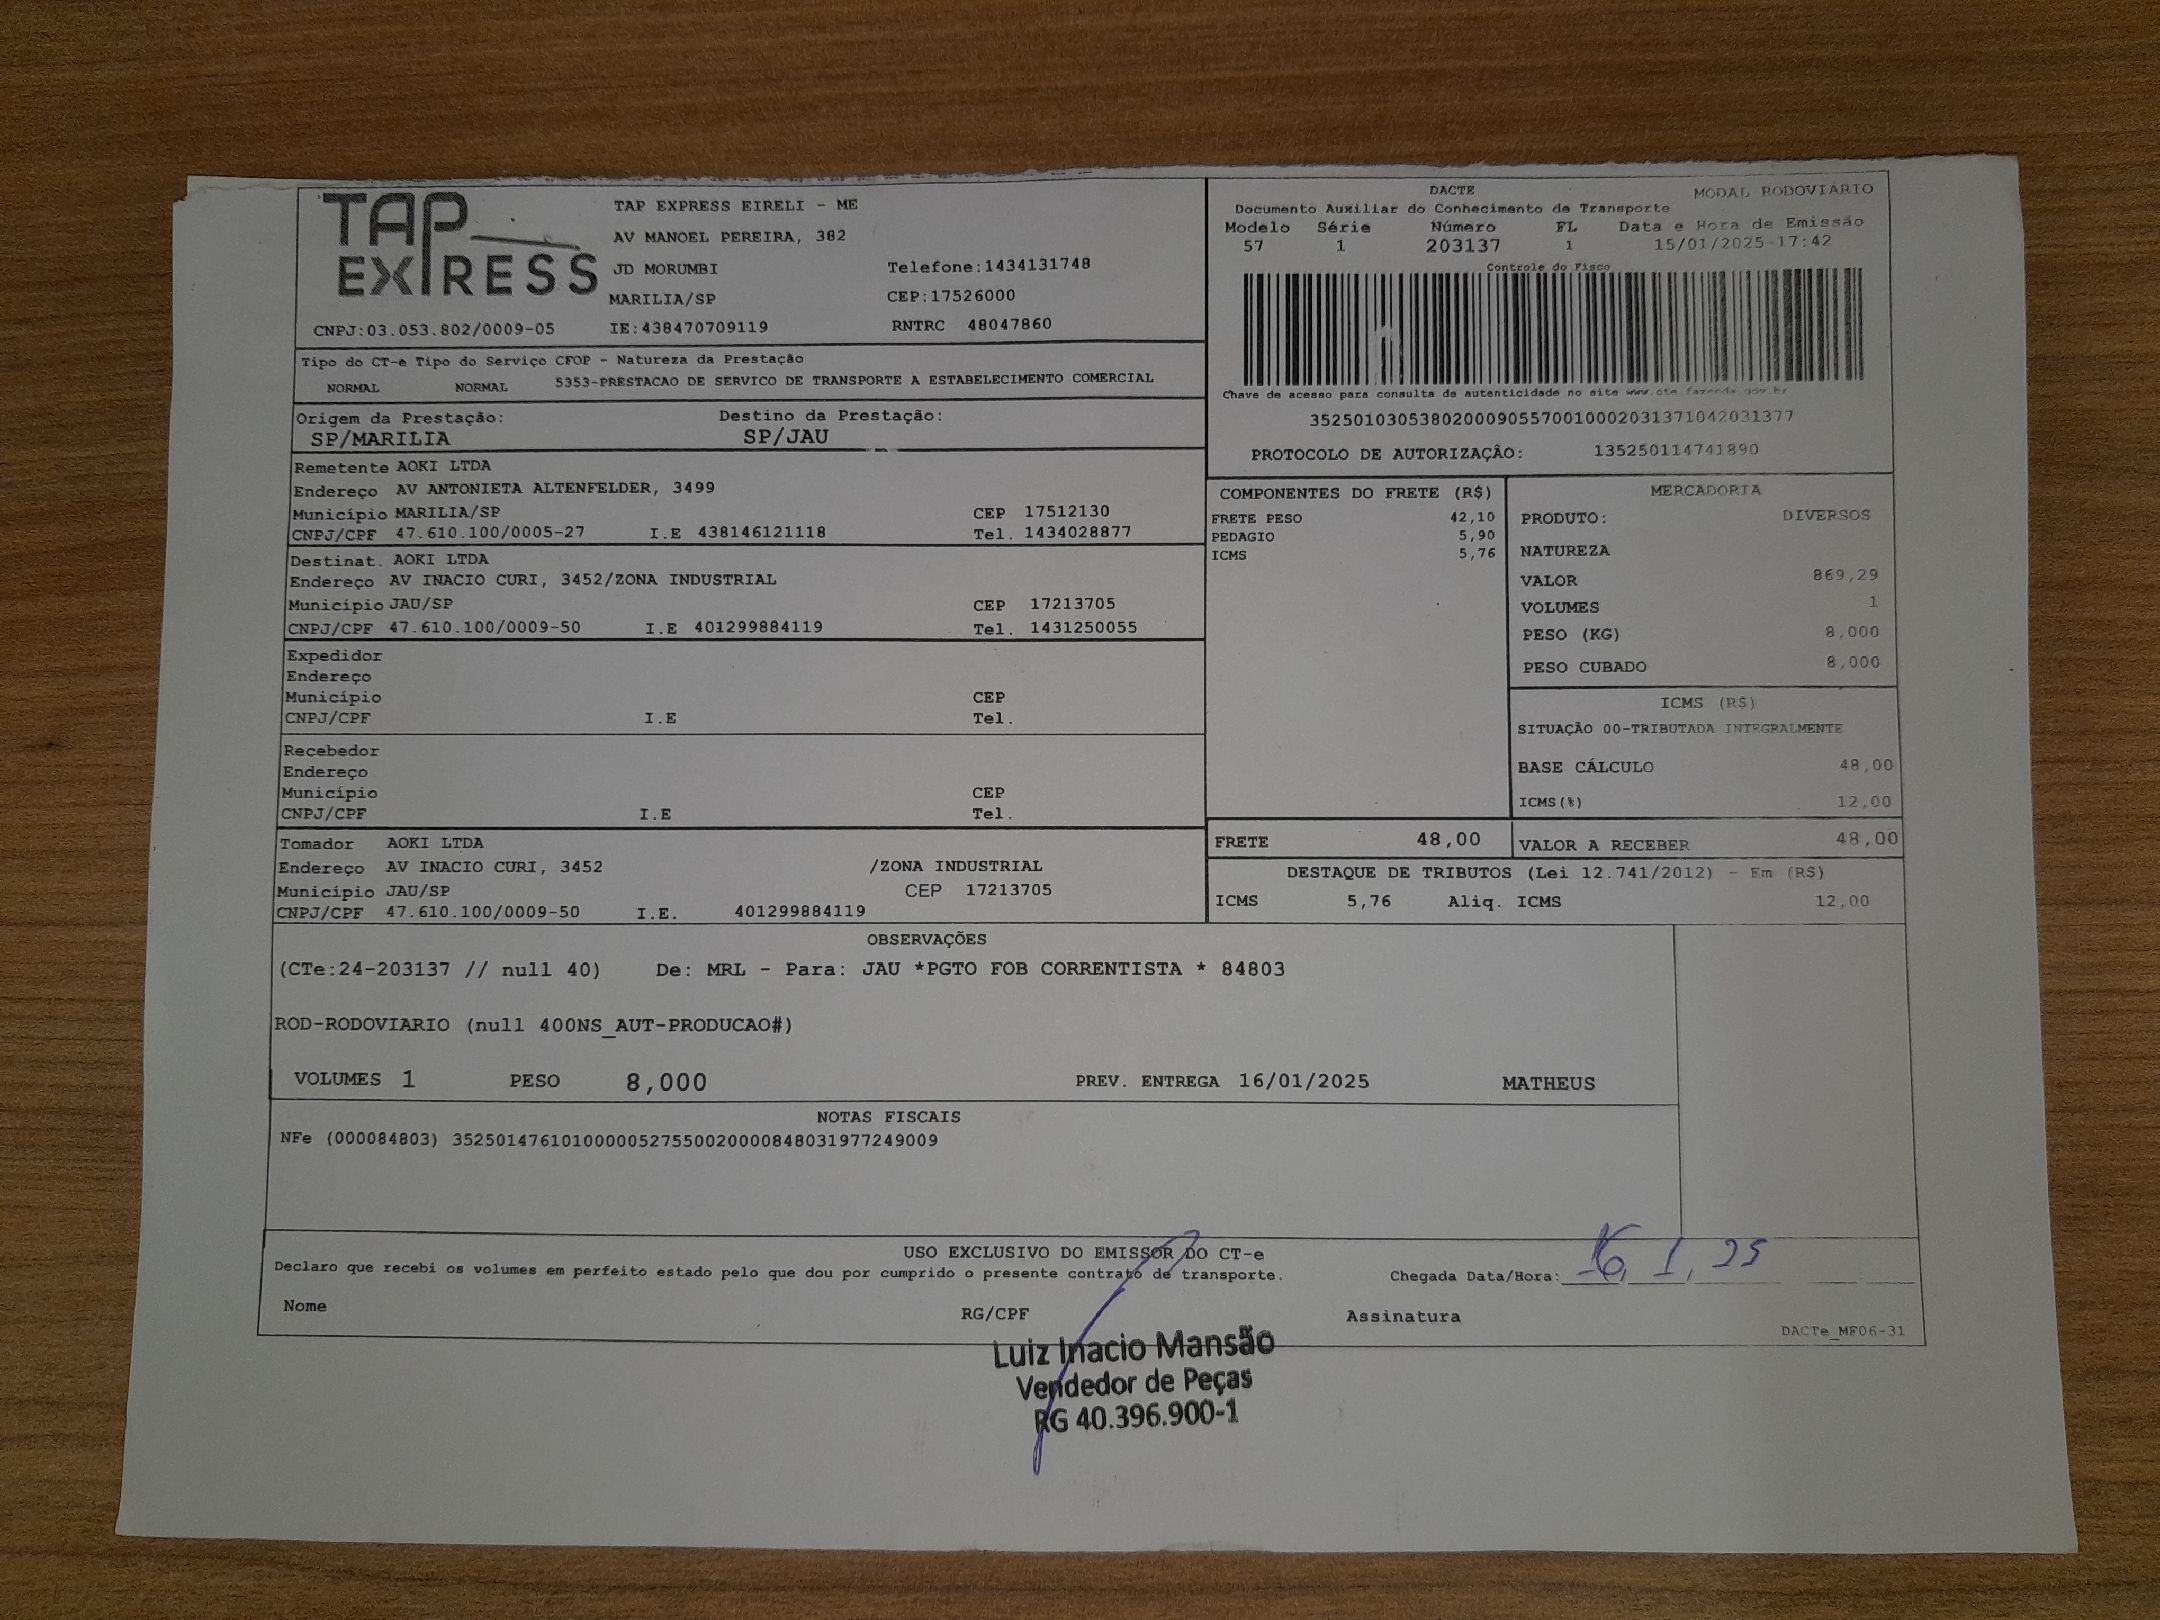 TAP EXPRESS
TAP EXPRESS EIRELI - ME
AV MANOEL PEREIRA, 382
JD MORUMBI Telefone:1434131748
MARILIA/SP CEP:17526000
CNPJ:03.053.802/0009-05 IE:438470709119 RNTRC 48047860
DACTE MODAL RODOVIÁRIO
Documento Auxiliar do Conhecimento de Transporte
Modelo Série Número FL Data e Hora de Emissão
57 1 203137 1 15/01/2025-17:42
Controle do Fisco
Chave de acesso para consulta de autenticidade no site www.cte.fazenda.gov.br
35250103053802000905570010002031371042031377
PROTOCOLO DE AUTORIZAÇÃO: 135250114741890
Tipo do CT-e Tipo do Serviço CFOP - Natureza da Prestação
NORMAL NORMAL 5353-PRESTACAO DE SERVICO DE TRANSPORTE A ESTABELECIMENTO COMERCIAL
Origem da Prestação: Destino da Prestação:
SP/MARILIA SP/JAU
Remetente AOKI LTDA
Endereço AV ANTONIETA ALTENFELDER, 3499
Município MARILIA/SP CEP 17512130
CNPJ/CPF 47.610.100/0005-27 I.E 438146121118 Tel. 1434028877
Destinat. AOKI LTDA
Endereço AV INACIO CURI, 3452/ZONA INDUSTRIAL
Município JAU/SP CEP 17213705
CNPJ/CPF 47.610.100/0009-50 I.E 401299884119 Tel. 1431250055
Expedidor
Endereço
Município CEP
CNPJ/CPF I.E Tel.
Recebedor
Endereço
Município CEP
CNPJ/CPF I.E Tel.
Tomador AOKI LTDA
Endereço AV INACIO CURI, 3452 /ZONA INDUSTRIAL
Município JAU/SP CEP 17213705
CNPJ/CPF 47.610.100/0009-50 I.E. 401299884119
COMPONENTES DO FRETE (R$)
FRETE PESO 42,10
PEDAGIO 5,90
ICMS 5,76
MERCADORIA
PRODUTO: DIVERSOS
NATUREZA
VALOR 869,29
VOLUMES 1
PESO (KG) 8,000
PESO CUBADO 8,000
ICMS (R$)
SITUAÇÃO 00-TRIBUTADA INTEGRALMENTE
BASE CÁLCULO 48,00
ICMS(%) 12,00
FRETE 48,00 VALOR A RECEBER 48,00
DESTAQUE DE TRIBUTOS (Lei 12.741/2012) - Em (R$)
ICMS 5,76 Aliq. ICMS 12,00
OBSERVAÇÕES
(CTe:24-203137 // null 40) De: MRL - Para: JAU *PGTO FOB CORRENTISTA * 84803
ROD-RODOVIARIO (null 400NS_AUT-PRODUCAO#)
VOLUMES 1 PESO 8,000 PREV. ENTREGA 16/01/2025 MATHEUS
NOTAS FISCAIS
NFe (000084803) 35250147610100000527550020000848031977249009
USO EXCLUSIVO DO EMISSOR DO CT-e
Declaro que recebi os volumes em perfeito estado pelo que dou por cumprido o presente contrato de transporte. Chegada Data/Hora: 16, 1, 25
Nome RG/CPF Assinatura
DACTe_MF06-31
Luiz Inacio Mansão
Vendedor de Peças
RG 40.396.900-1